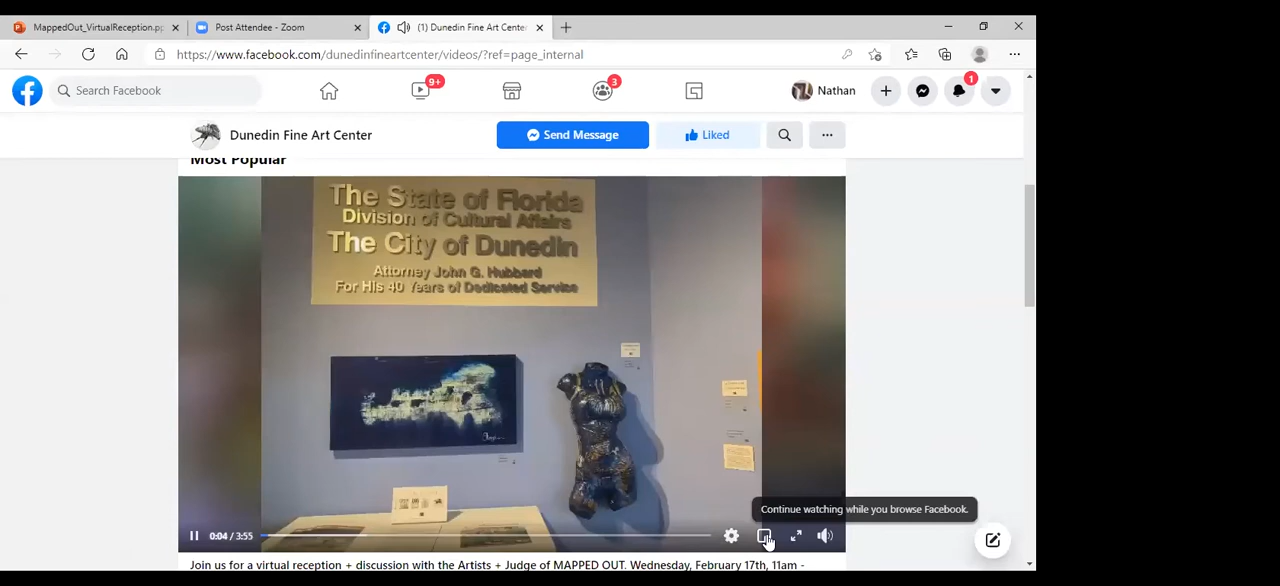 MappedOut_VirtualReception.pp
Post Attendee - Zoom
(1) Dunedin Fine Art Center
https://www.facebook.com/dunedinfineartcenter/videos/?ref=page_internal
Search Facebook
9+
3
Nathan
1
Dunedin Fine Art Center
Send Message
Liked
Most Popular
The State of Florida
Division of Cultural Affairs
The City of Dunedin
Attorney John G. Hubbard
For His 40 Years of Dedicated Service
Continue watching while you browse Facebook.
0:04 / 3:55
Join us for a virtual reception + discussion with the Artists + Judge of MAPPED OUT. Wednesday, February 17th, 11am -